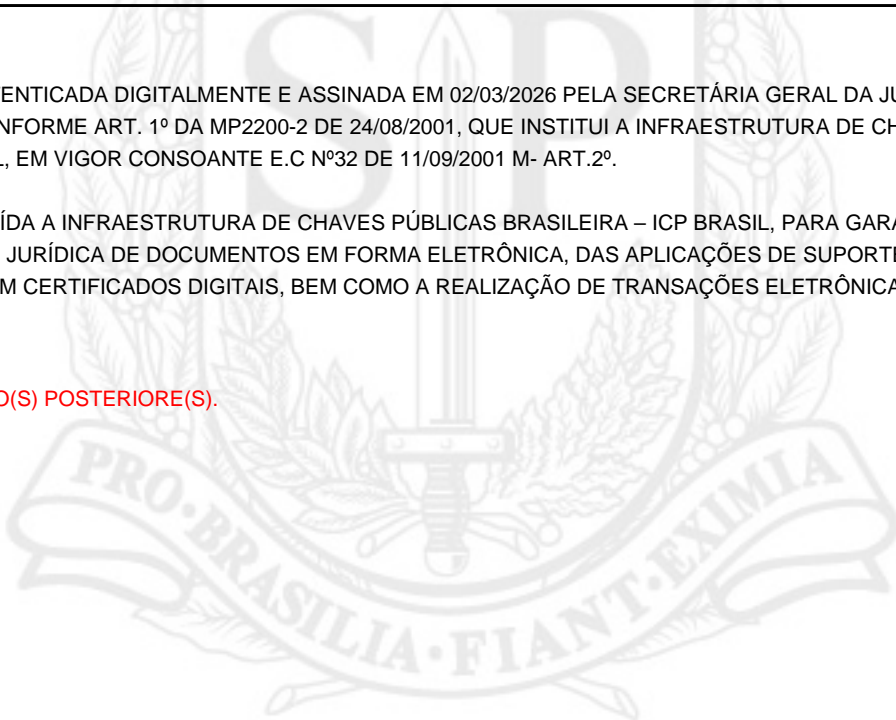 ENTICADA DIGITALMENTE E ASSINADA EM 02/03/2026 PELA SECRETÁRIA GERAL DA JU
NFORME ART. 1º DA MP2200-2 DE 24/08/2001, QUE INSTITUI A INFRAESTRUTURA DE CH
L, EM VIGOR CONSOANTE E.C Nº32 DE 11/09/2001 M- ART.2º.
ÍDA A INFRAESTRUTURA DE CHAVES PÚBLICAS BRASILEIRA – ICP BRASIL, PARA GARA
JURÍDICA DE DOCUMENTOS EM FORMA ELETRÔNICA, DAS APLICAÇÕES DE SUPORTE
M CERTIFICADOS DIGITAIS, BEM COMO A REALIZAÇÃO DE TRANSAÇÕES ELETRÔNICA
O(S) POSTERIORE(S).
SP
PRO·BRASILIA·FIANT·EXIMIA